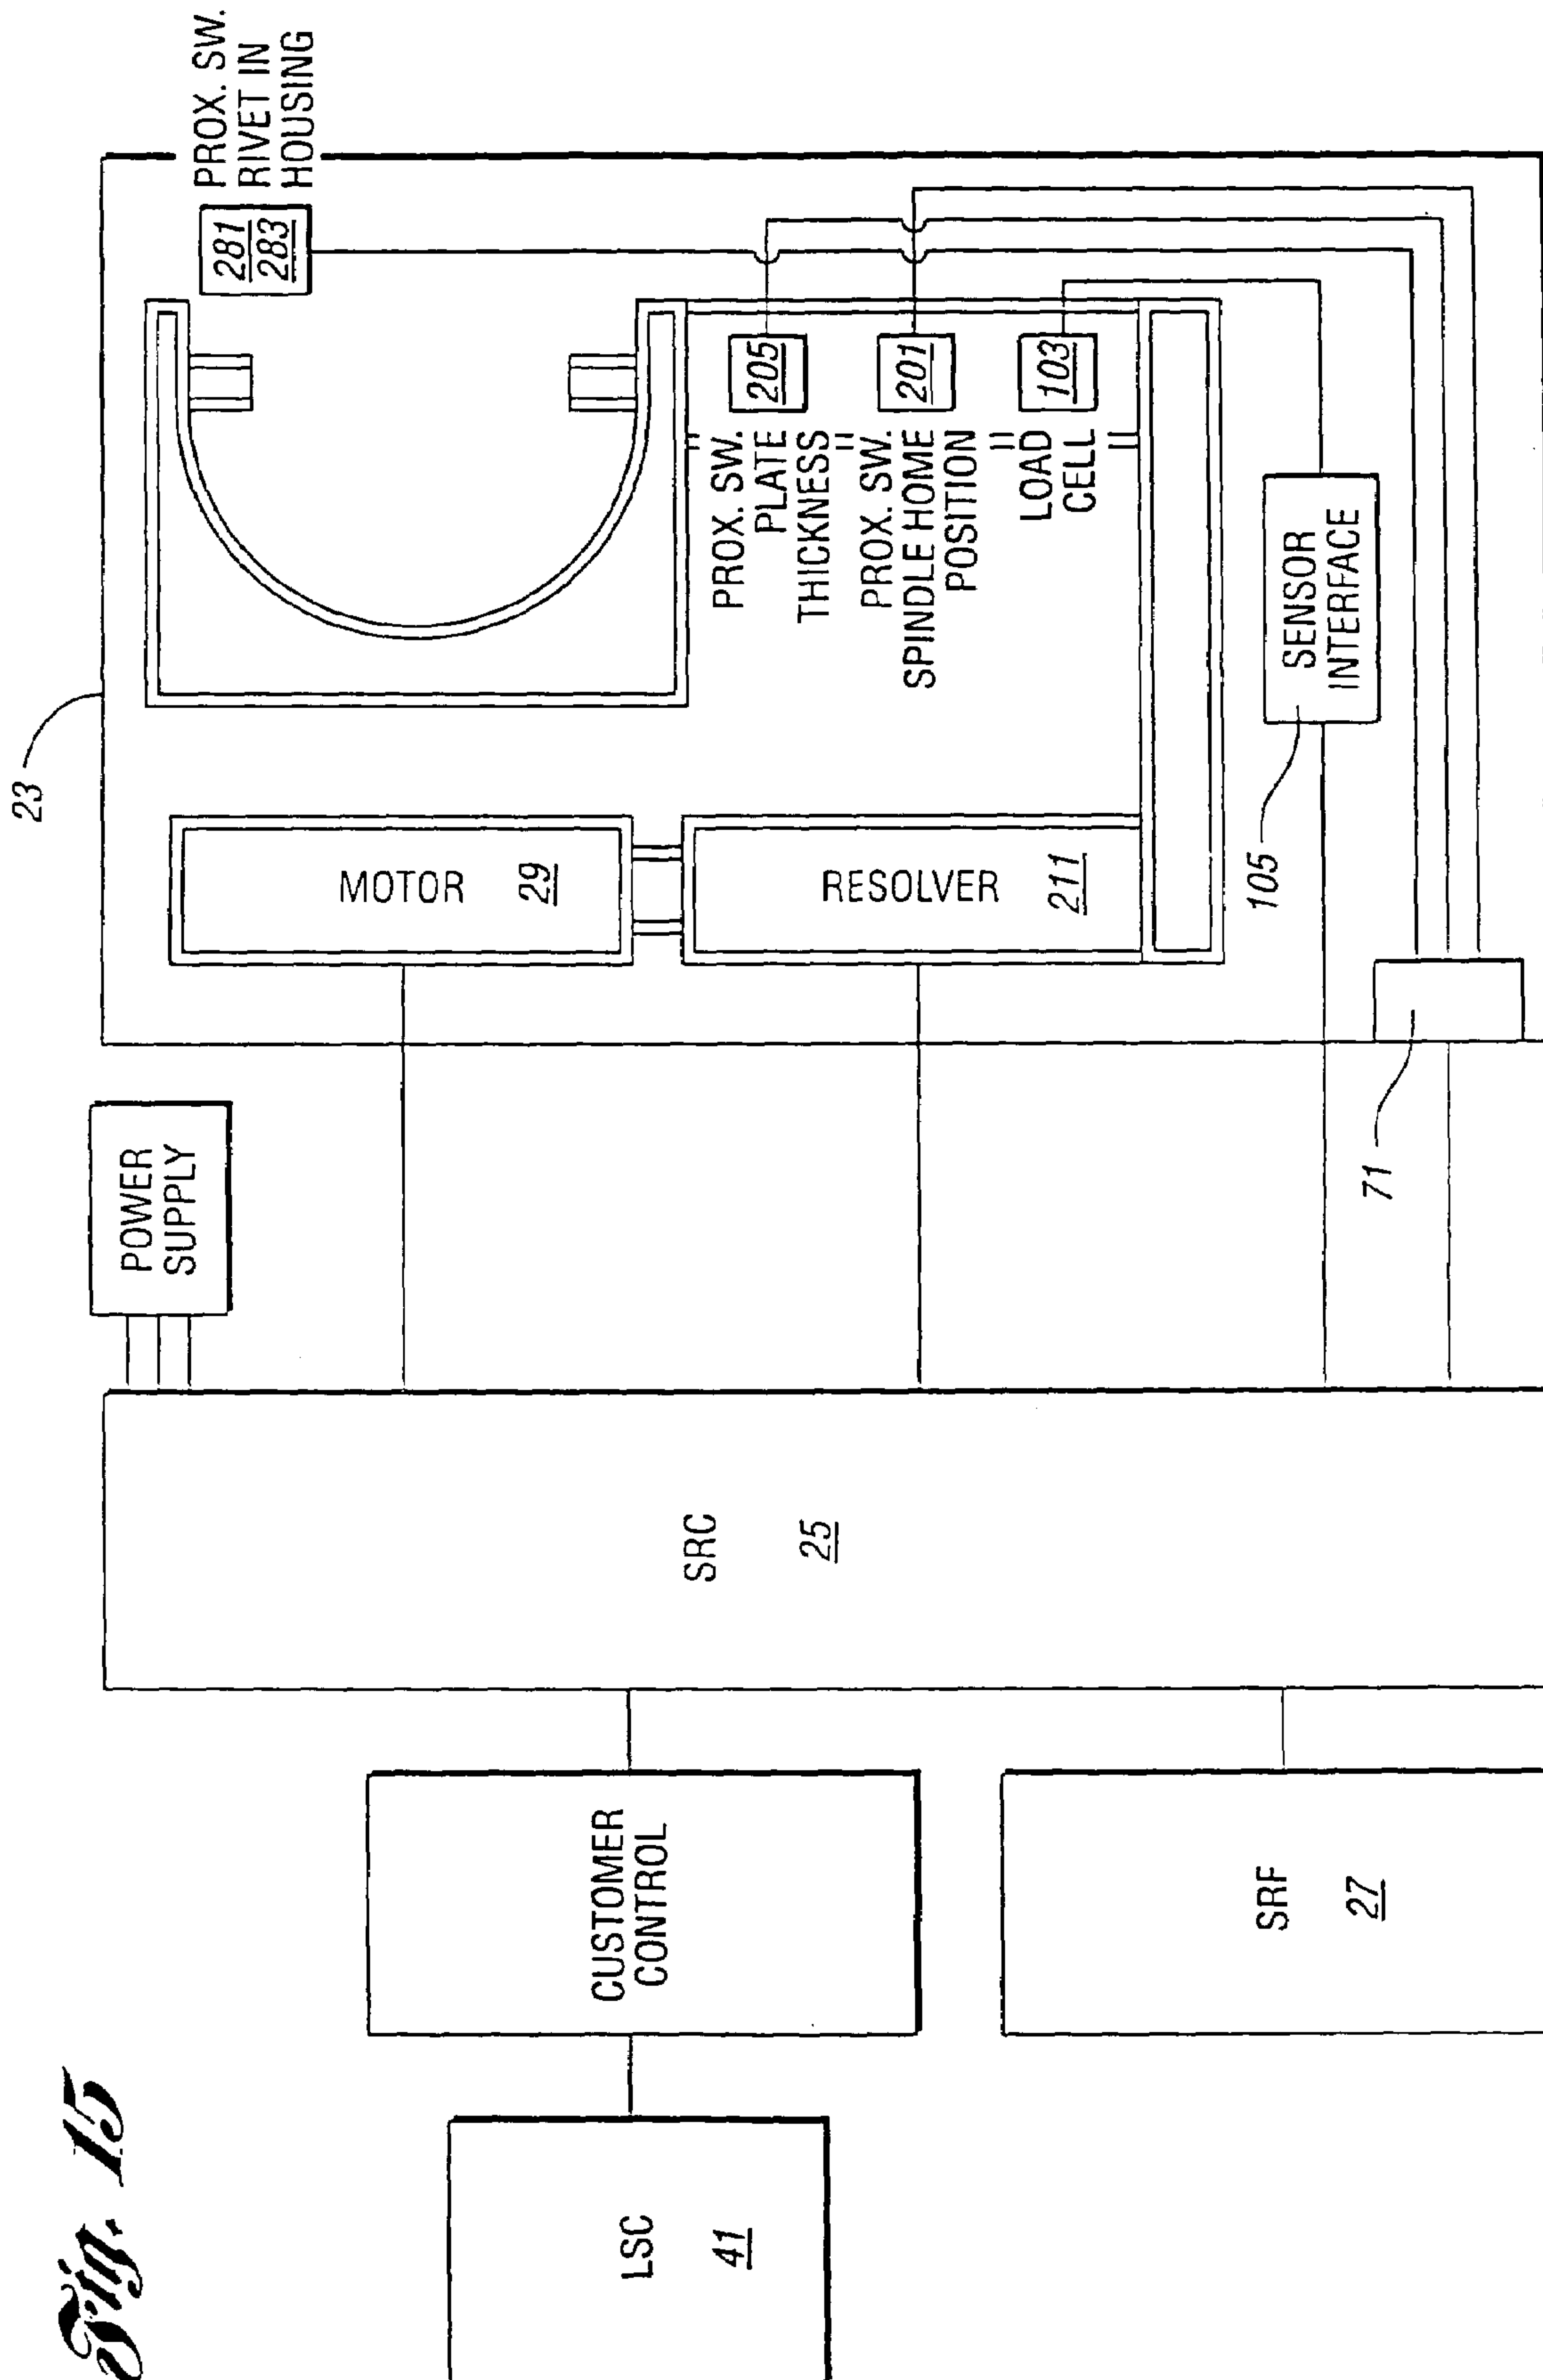 Fig. 15
LSC
41
CUSTOMER
CONTROL
SRF
27
SRC
25
POWER
SUPPLY
71
23
MOTOR 29
RESOLVER 211
105
SENSOR
INTERFACE
PROX. SW.
PLATE
THICKNESS
205
PROX. SW.
SPINDLE HOME
POSITION
201
LOAD
CELL
103
281
283
PROX. SW.
RIVET IN
HOUSING